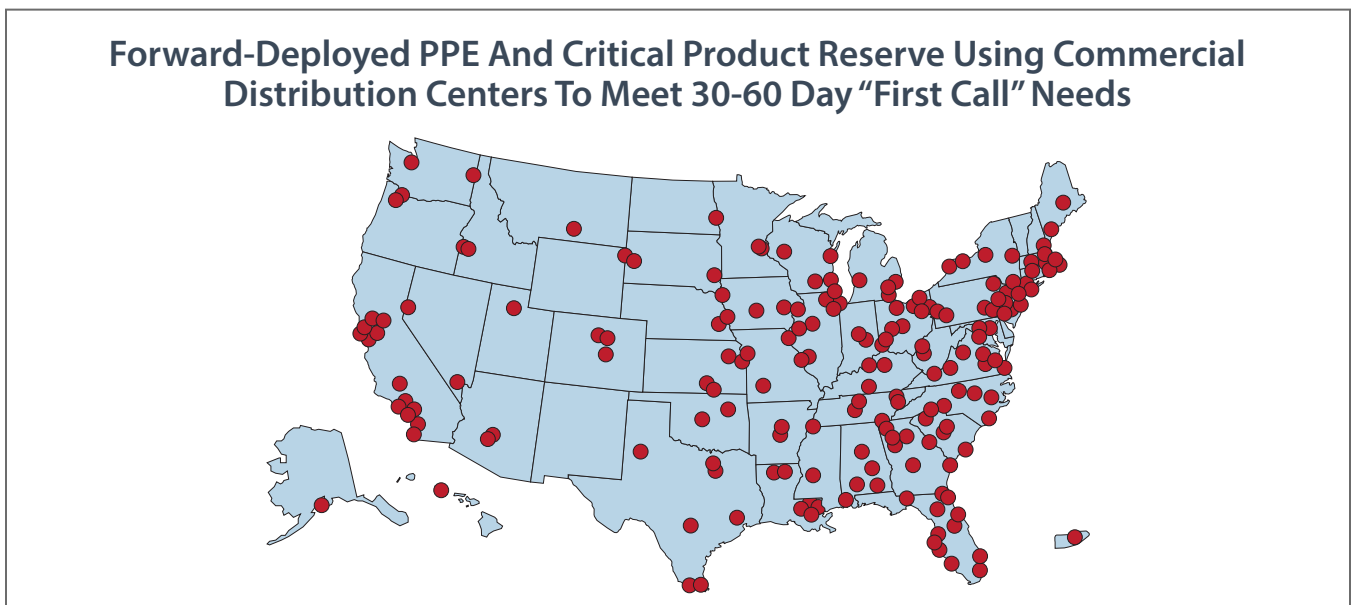 Forward-Deployed PPE And Critical Product Reserve Using Commercial
Distribution Centers To Meet 30-60 Day “First Call” Needs